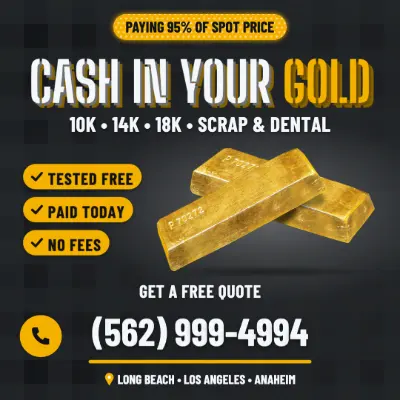 PAYING 95% OF SPOT PRICE
CASH IN YOUR GOLD
10K • 14K • 18K • SCRAP & DENTAL
TESTED FREE
PAID TODAY
NO FEES
P 70272
GET A FREE QUOTE
(562) 999-4994
LONG BEACH • LOS ANGELES • ANAHEIM